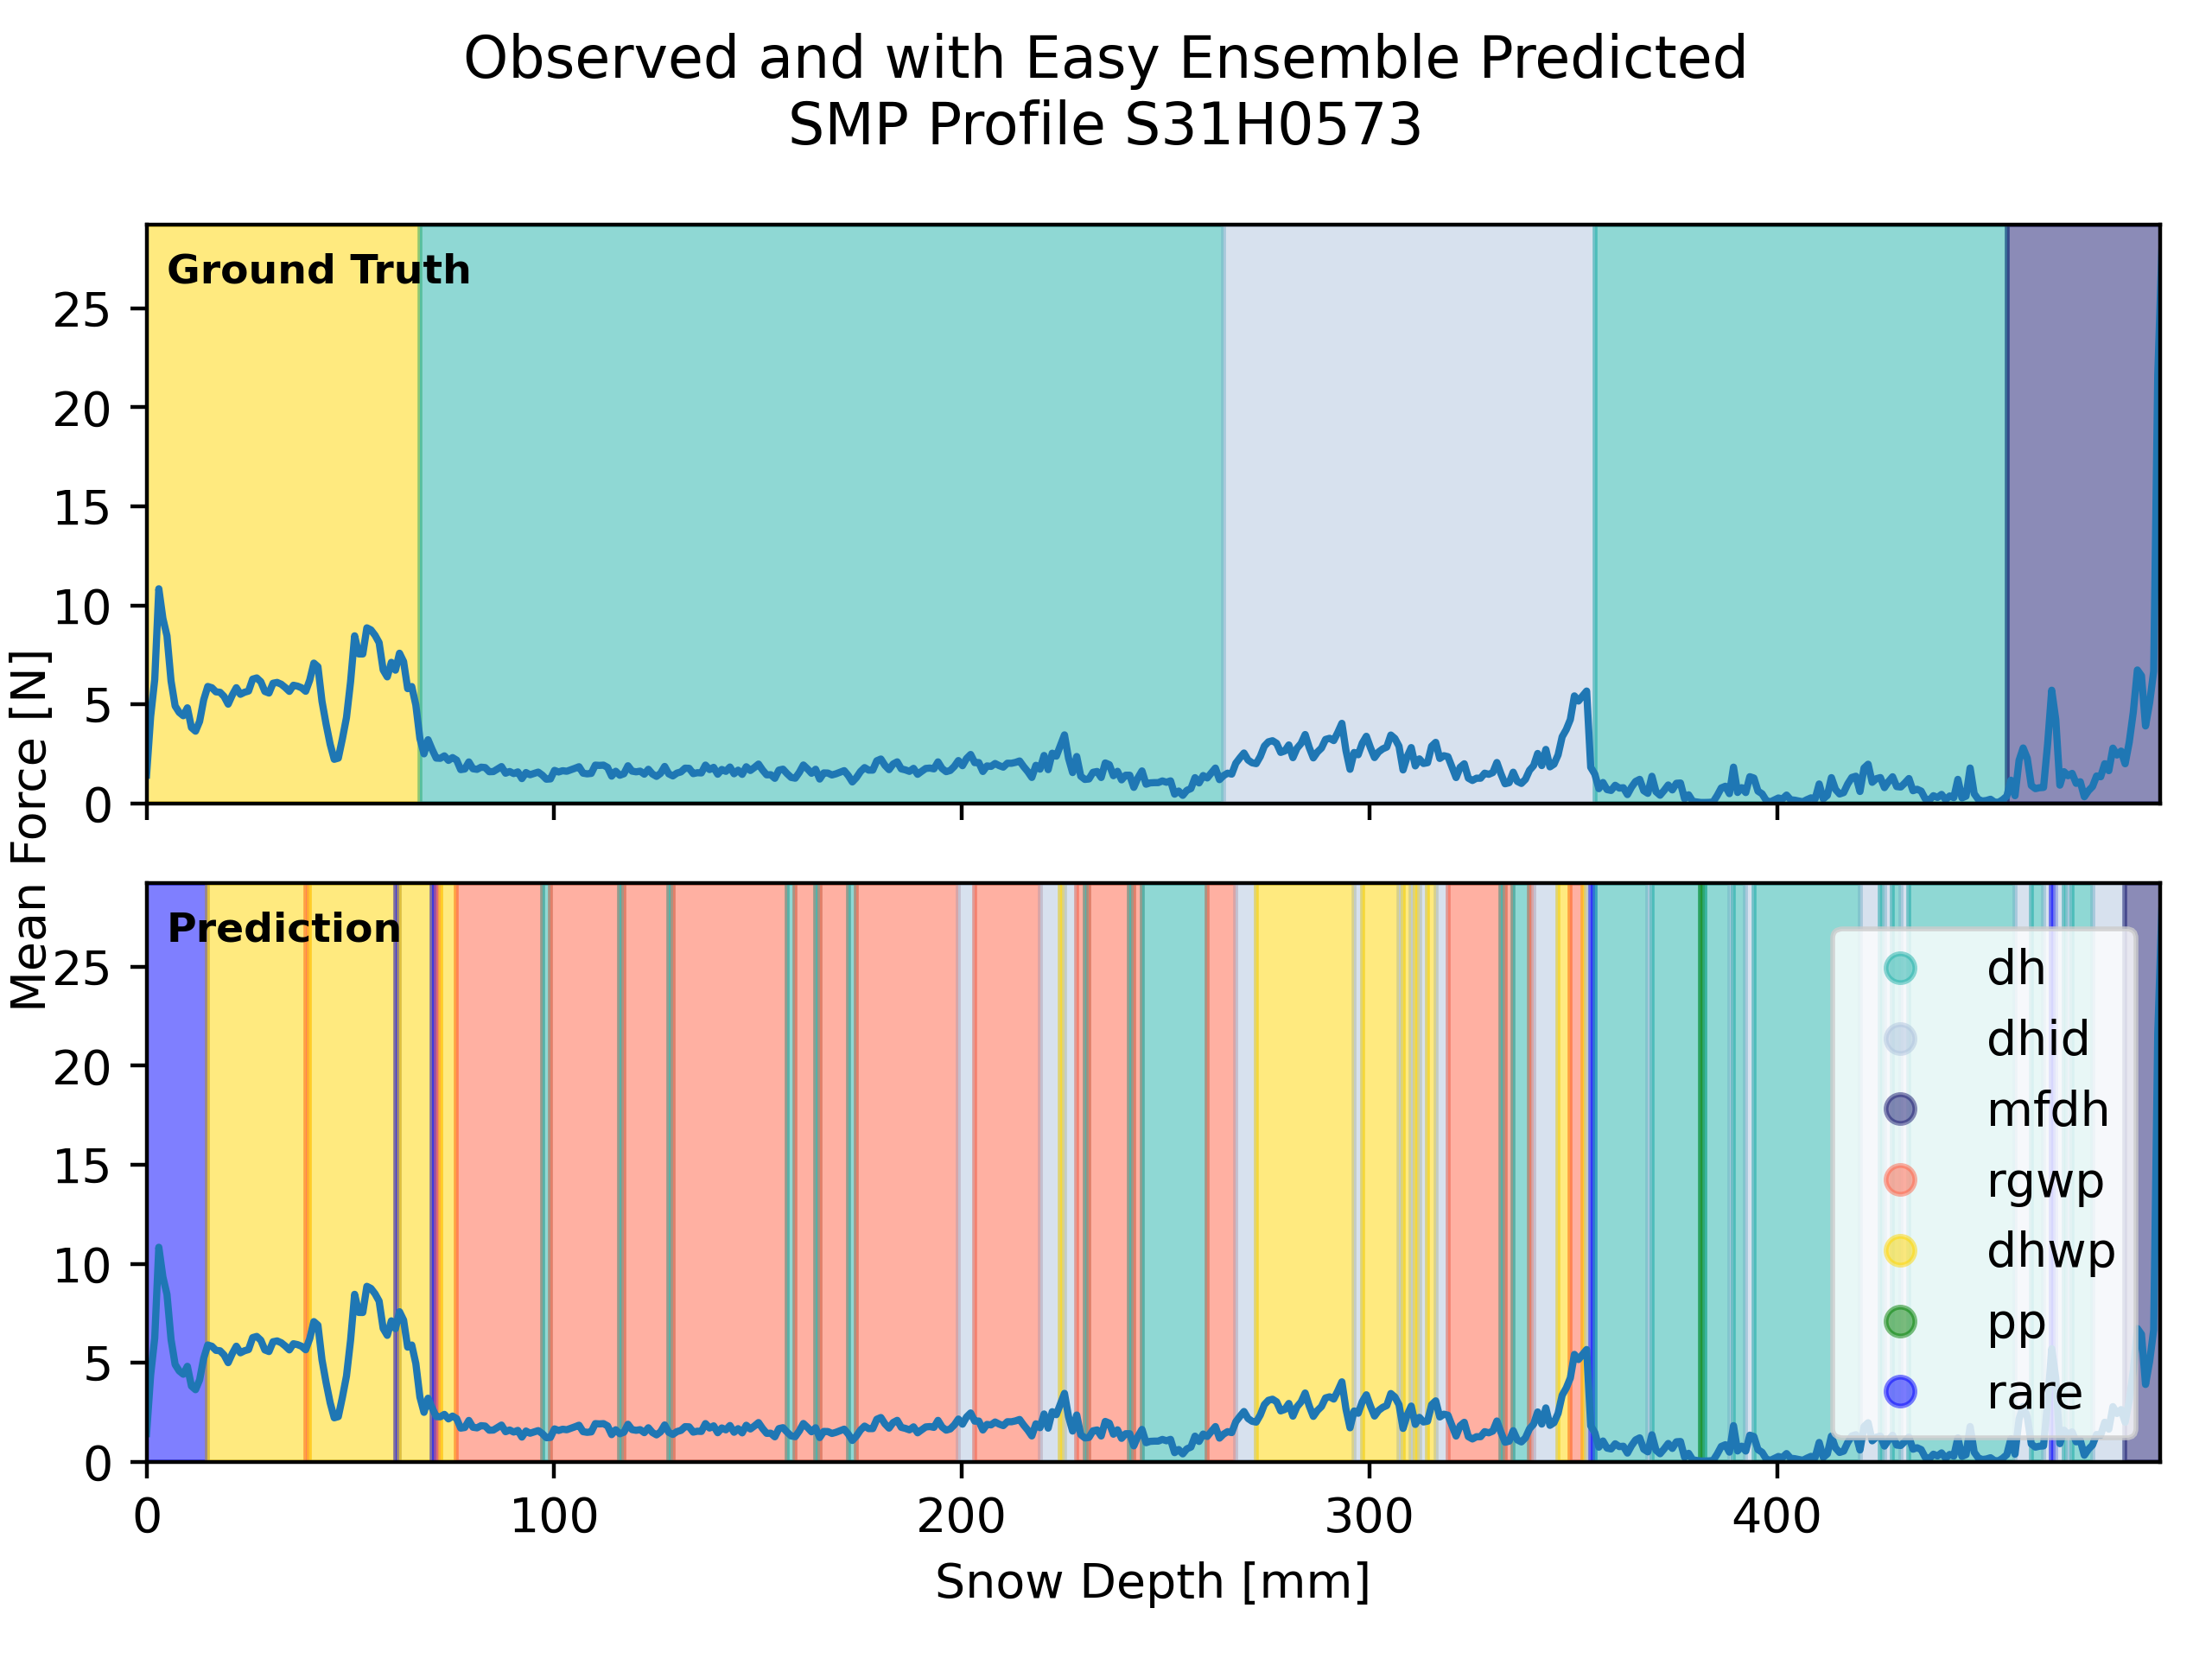 Observed and with Easy Ensemble Predicted
SMP Profile S31H0573
Ground Truth
25
20
15
10
5
0
Mean Force [N]
Prediction
25
20
15
10
5
0
dh
dhid
mfdh
rgwp
dhwp
pp
rare
0 100 200 300 400
Snow Depth [mm]